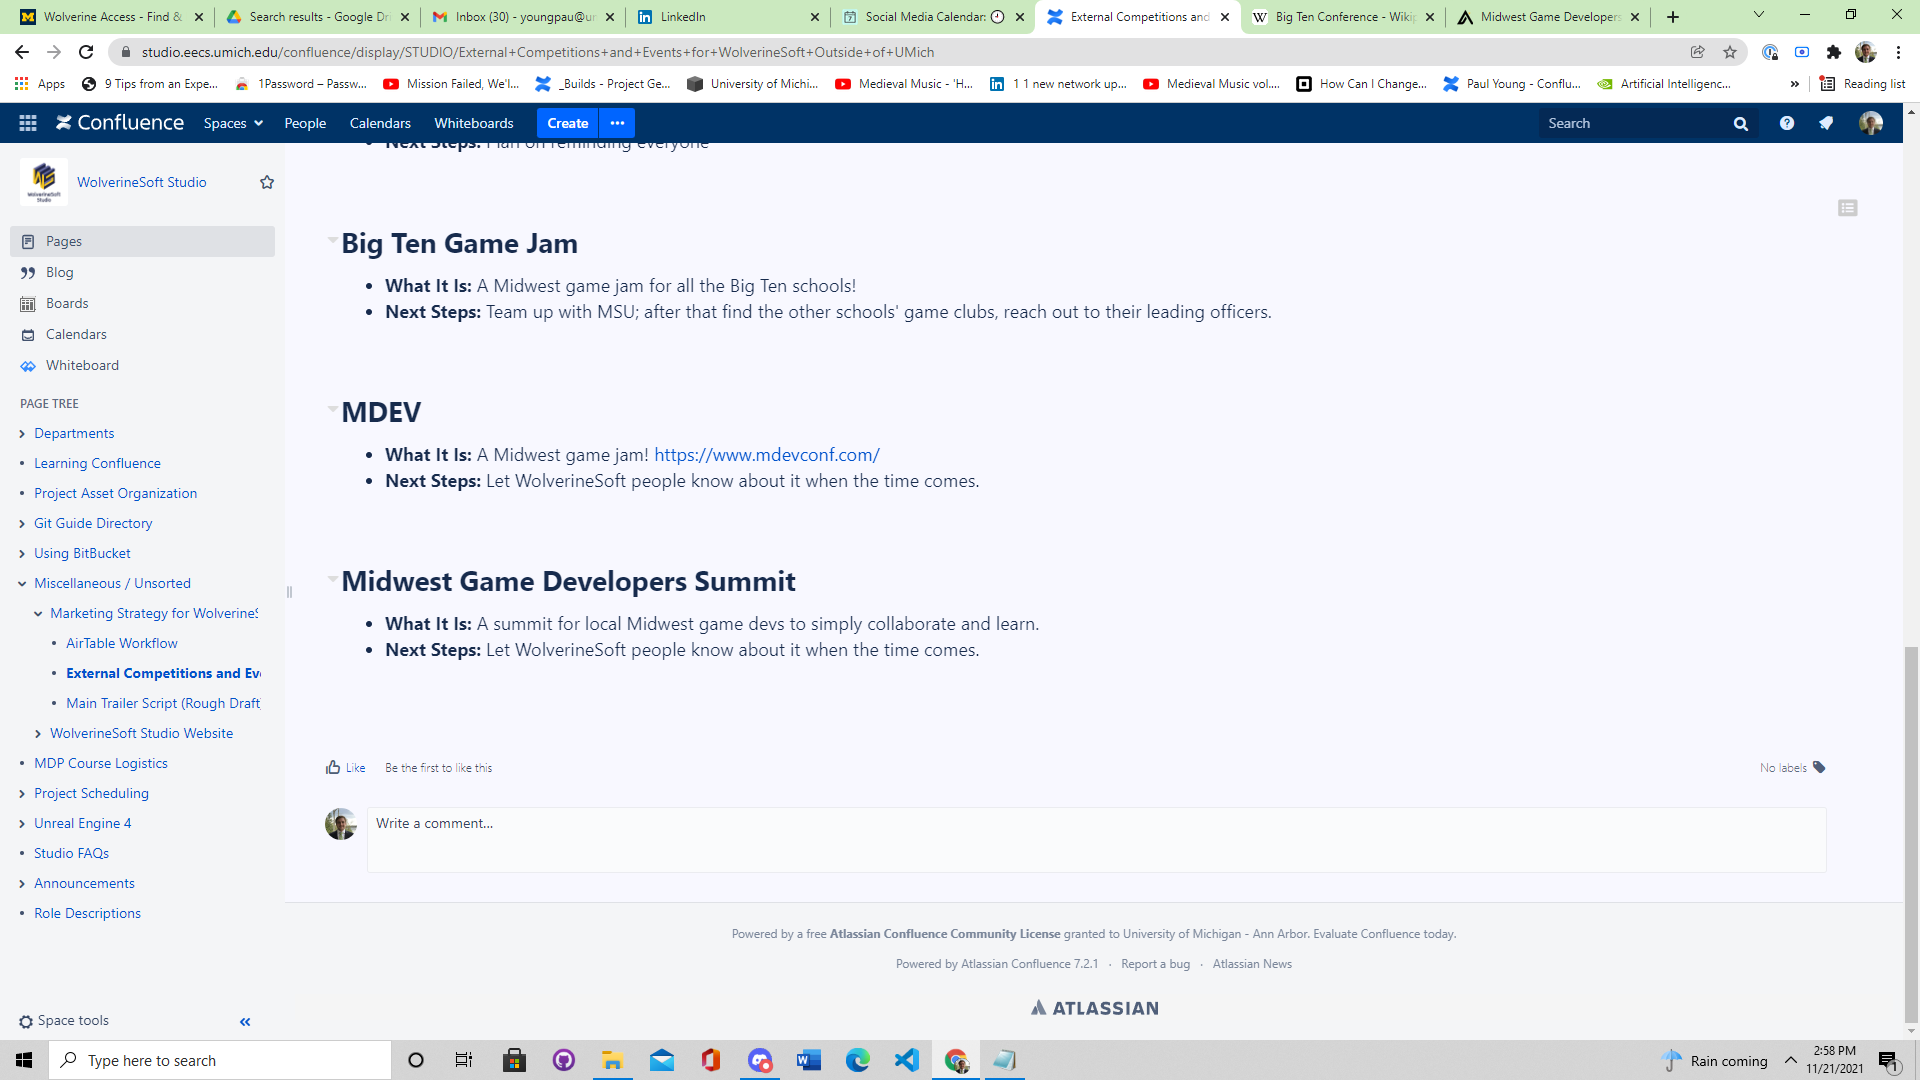 Wolverine Access - Find &
Search results - Google Dr
Inbox (30) - youngpau@u
LinkedIn
Social Media Calendar:
External Competitions and
Big Ten Conference - Wikip
Midwest Game Developers
studio.eecs.umich.edu/confluence/display/STUDIO/External+Competitions+and+Events+for+WolverineSoft+Outside+of+UMich
Apps
9 Tips from an Expe...
1Password – Passw...
Mission Failed, We'l...
_Builds - Project Ge...
University of Michi...
Medieval Music - 'H...
1 1 new network up...
Medieval Music vol....
How Can I Change...
Paul Young - Conflu...
Artificial Intelligenc...
»
Reading list
Confluence
Spaces
People
Calendars
Whiteboards
Create
Search
WolverineSoft Studio
Pages
Blog
Boards
Calendars
Whiteboard
PAGE TREE
Departments
Learning Confluence
Project Asset Organization
Git Guide Directory
Using BitBucket
Miscellaneous / Unsorted
Marketing Strategy for WolverineS
AirTable Workflow
External Competitions and Eve
Main Trailer Script (Rough Draft)
WolverineSoft Studio Website
MDP Course Logistics
Project Scheduling
Unreal Engine 4
Studio FAQs
Announcements
Role Descriptions
Space tools
Next Steps: Plan on reminding everyone
Big Ten Game Jam
• What It Is: A Midwest game jam for all the Big Ten schools!
• Next Steps: Team up with MSU; after that find the other schools' game clubs, reach out to their leading officers.
MDEV
• What It Is: A Midwest game jam! https://www.mdevconf.com/
• Next Steps: Let WolverineSoft people know about it when the time comes.
Midwest Game Developers Summit
• What It Is: A summit for local Midwest game devs to simply collaborate and learn.
• Next Steps: Let WolverineSoft people know about it when the time comes.
Like Be the first to like this
No labels
Write a comment...
Powered by a free Atlassian Confluence Community License granted to University of Michigan - Ann Arbor. Evaluate Confluence today.
Powered by Atlassian Confluence 7.2.1 · Report a bug · Atlassian News
ATLASSIAN
Type here to search
Rain coming
2:58 PM
11/21/2021
1